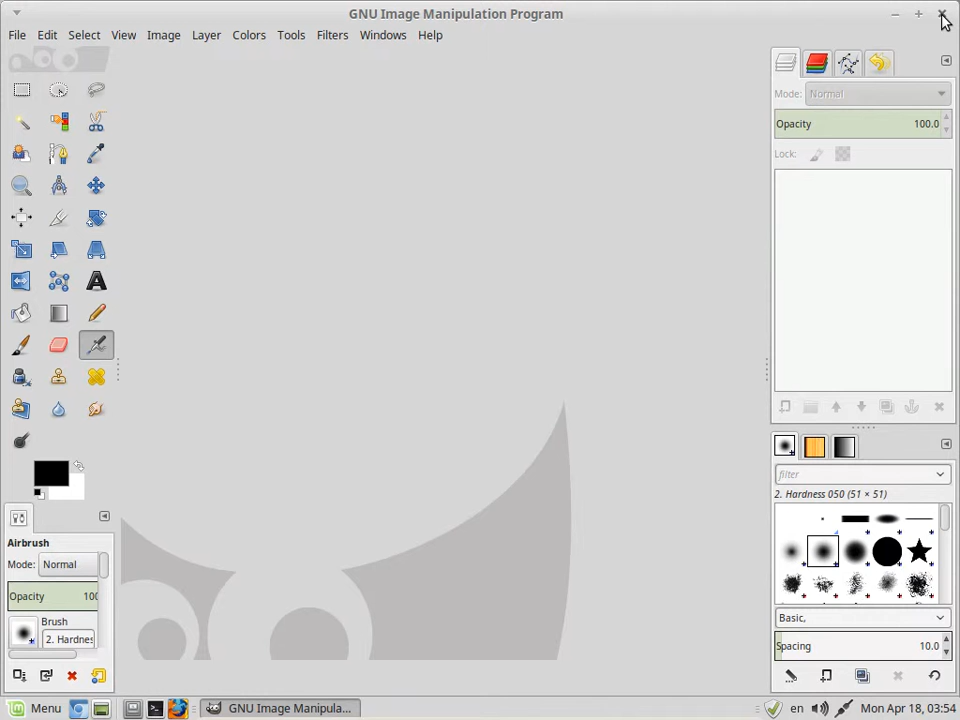 GNU Image Manipulation Program
File Edit Select View Image Layer Colors Tools Filters Windows Help
Mode: Normal
Opacity 100.0
Lock:
filter
2. Hardness 050 (51 × 51)
Airbrush
Mode: Normal
Opacity 100
Brush
2. Hardnes
Basic,
Spacing 10.0
Menu GNU Image Manipula... en Mon Apr 18, 03:54